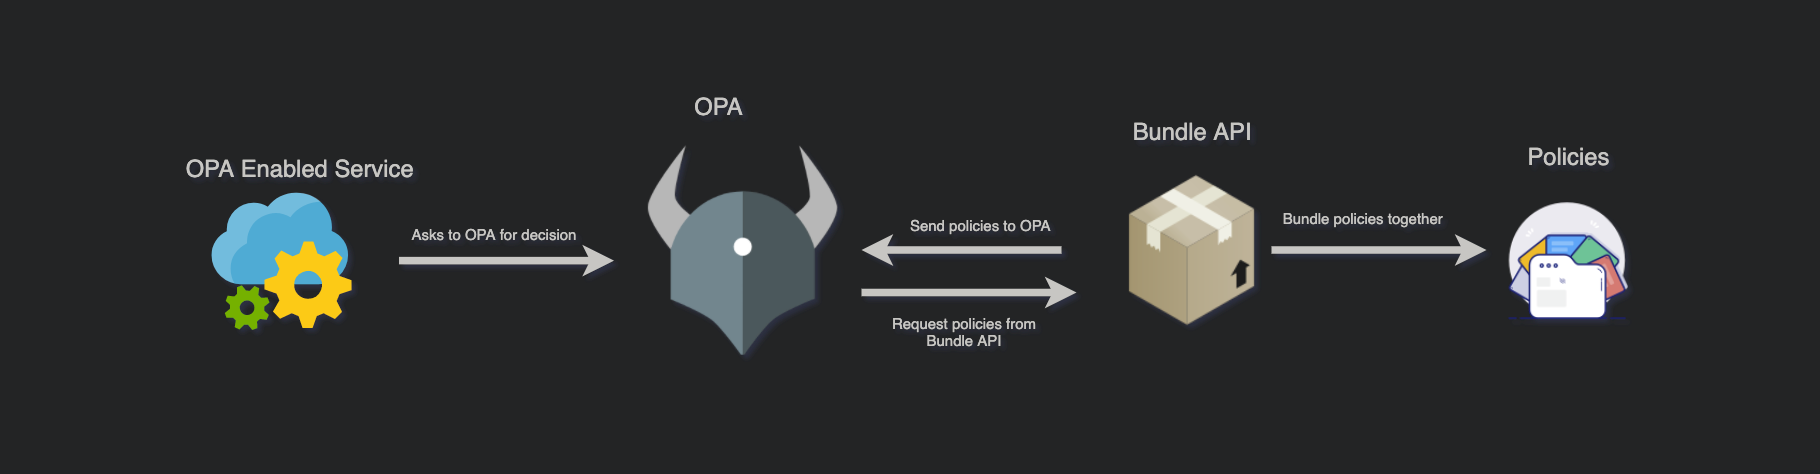 OPA
Bundle API
Policies
OPA Enabled Service
Asks to OPA for decision
Send policies to OPA
Bundle policies together
Request policies from
Bundle API